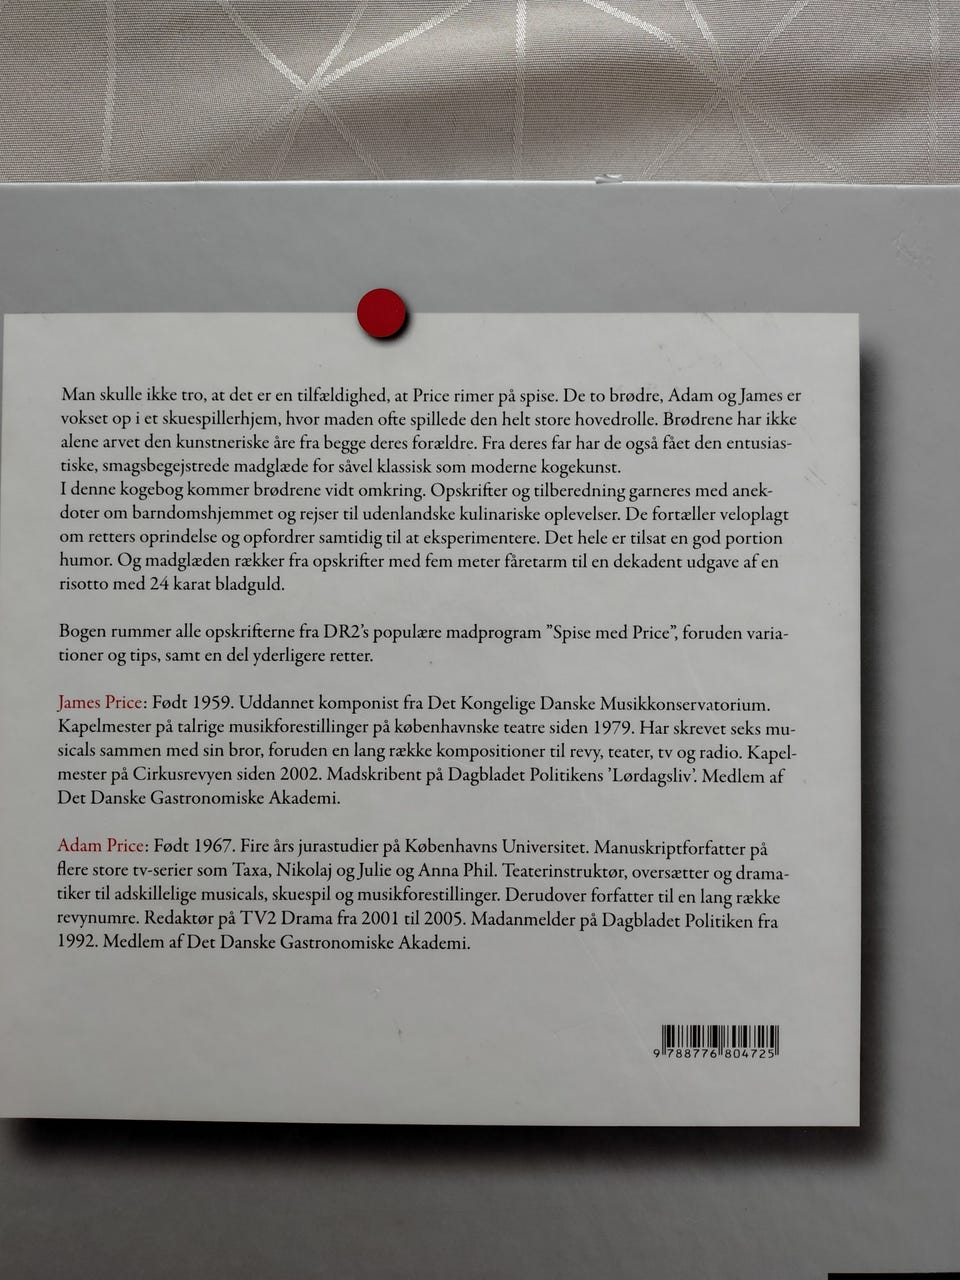 Man skulle ikke tro, at det er en tilfældighed, at Price rimer på spise. De to brødre, Adam og James er
vokset op i et skuespillerhjem, hvor maden ofte spillede den helt store hovedrolle. Brødrene har ikke
alene arvet den kunstneriske åre fra begge deres forældre. Fra deres far har de også fået den entusias-
tiske, smagsbegejstrede madglæde for såvel klassisk som moderne kogekunst.
I denne kogebog kommer brødrene vidt omkring. Opskrifter og tilberedning garneres med anek-
doter om barndomshjemmet og rejser til udenlandske kulinariske oplevelser. De fortæller veloplagt
om retters oprindelse og opfordrer samtidig til at eksperimentere. Det hele er tilsat en god portion
humor. Og madglæden rækker fra opskrifter med fem meter fåretarm til en dekadent udgave af en
risotto med 24 karat bladguld.
Bogen rummer alle opskrifterne fra DR2's populære madprogram "Spise med Price", foruden varia-
tioner og tips, samt en del yderligere retter.
James Price: Født 1959. Uddannet komponist fra Det Kongelige Danske Musikkonservatorium.
Kapelmester på talrige musikforestillinger på københavnske teatre siden 1979. Har skrevet seks mu-
sicals sammen med sin bror, foruden en lang række kompositioner til revy, teater, tv og radio. Kapel-
mester på Cirkusrevyen siden 2002. Madskribent på Dagbladet Politikens 'Lørdagsliv'. Medlem af
Det Danske Gastronomiske Akademi.
Adam Price: Født 1967. Fire års jurastudier på Københavns Universitet. Manuskriptforfatter på
flere store tv-serier som Taxa, Nikolaj og Julie og Anna Phil. Teaterinstruktør, oversætter og drama-
tiker til adskillelige musicals, skuespil og musikforestillinger. Derudover forfatter til en lang række
revynumre. Redaktør på TV2 Drama fra 2001 til 2005. Madanmelder på Dagbladet Politiken fra
1992. Medlem af Det Danske Gastronomiske Akademi.
9 788776 804725